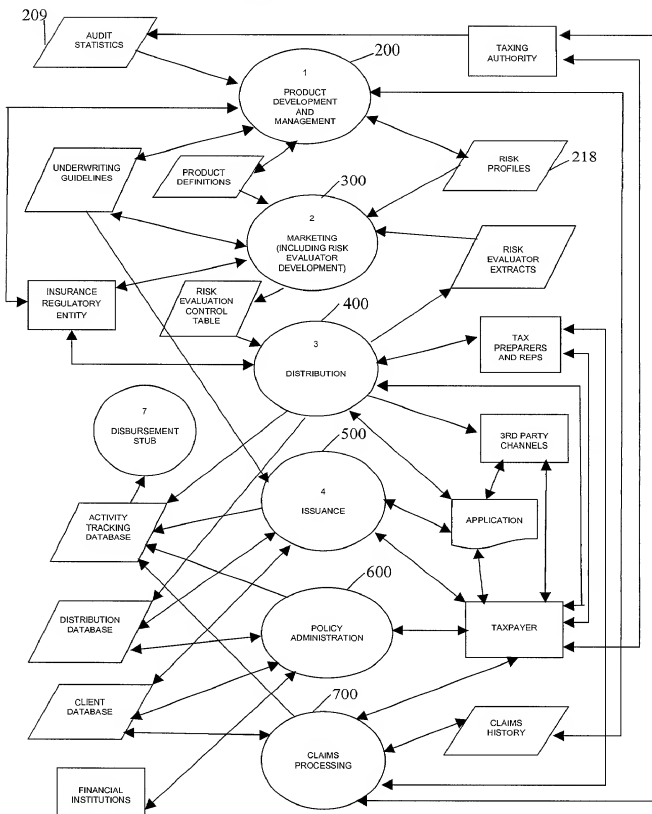 209
AUDIT
STATISTICS
TAXING
AUTHORITY
200
1
PRODUCT
DEVELOPMENT
AND
MANAGEMENT
UNDERWRITING
GUIDELINES
PRODUCT
DEFINITIONS
RISK
PROFILES
218
300
2
MARKETING
(INCLUDING RISK
EVALUATOR
DEVELOPMENT)
RISK
EVALUATOR
EXTRACTS
INSURANCE
REGULATORY
ENTITY
RISK
EVALUATION
CONTROL
TABLE
400
3
DISTRIBUTION
TAX
PREPARERS
AND REPS
7
DISBURSEMENT
STUB
3RD PARTY
CHANNELS
500
4
ISSUANCE
ACTIVITY
TRACKING
DATABASE
APPLICATION
600
POLICY
ADMINISTRATION
DISTRIBUTION
DATABASE
TAXPAYER
CLIENT
DATABASE
700
CLAIMS
PROCESSING
CLAIMS
HISTORY
FINANCIAL
INSTITUTIONS